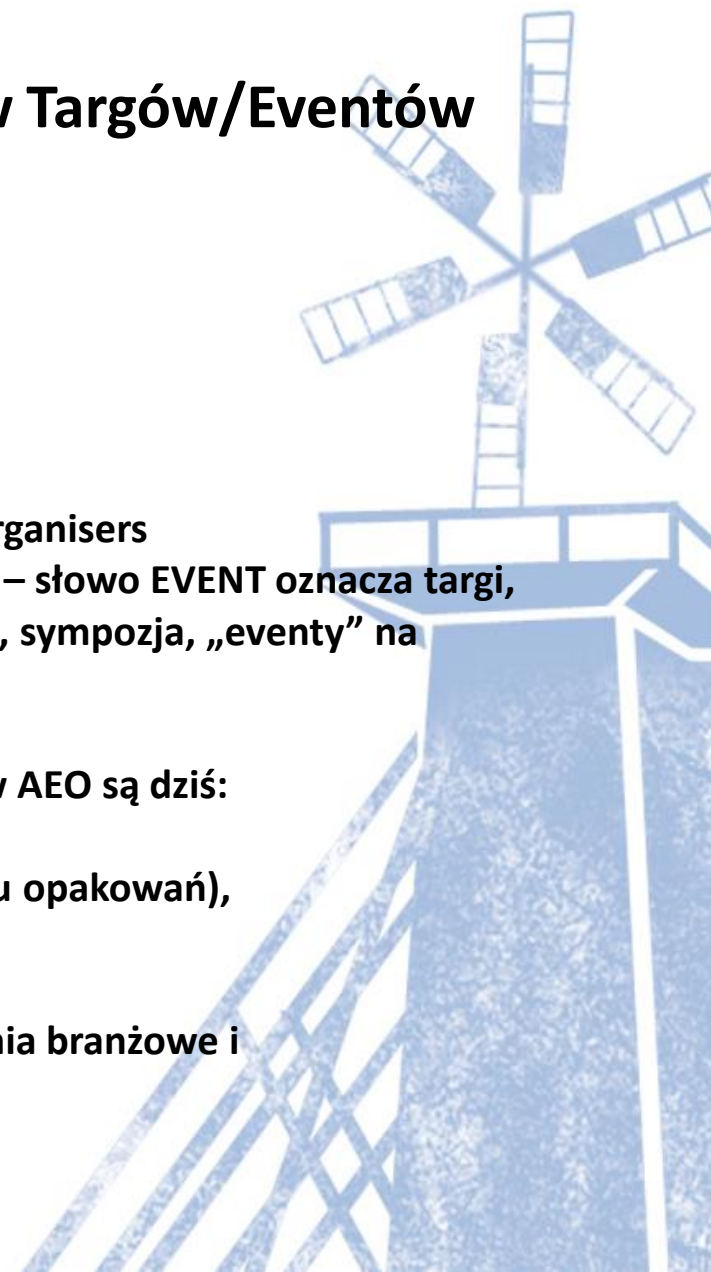 Targów/Eventów
rganisers
– słowo EVENT oznacza targi,
, sympozja, „eventy” na
AEO są dziś:
u opakowań),
nia branżowe i